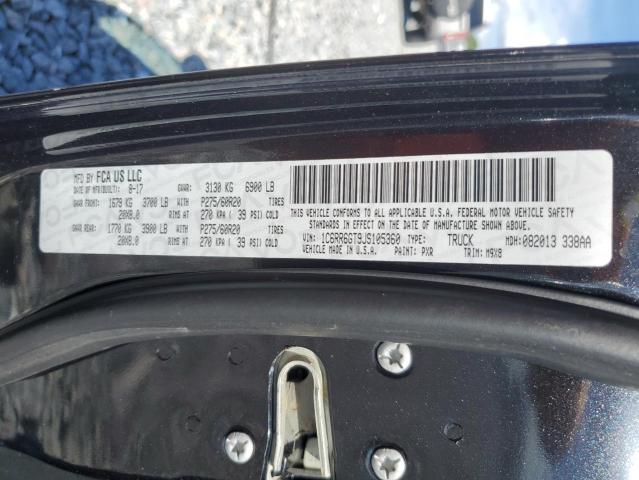 MFD BY FCA US LLC
DATE OF MFR(BUILT): 8-17 GVWR: 3130 KG 6900 LB
GAWR FRONT: 1679 KG 3700 LB WITH P275/60R20 TIRES
20X8.0 RIMS AT 270 KPA ( 39 PSI) COLD
GAWR REAR: 1770 KG 3900 LB WITH P275/60R20 TIRES
20X8.0 RIMS AT 270 KPA ( 39 PSI) COLD
THIS VEHICLE CONFORMS TO ALL APPLICABLE U.S.A. FEDERAL MOTOR VEHICLE SAFETY
STANDARDS IN EFFECT ON THE DATE OF MANUFACTURE SHOWN ABOVE.
VIN: 1C6RR6GT9JS105360 TYPE: TRUCK MDH: 082013 338AA
VEHICLE MADE IN U.S.A. PAINT: PXR TRIM: M9X8